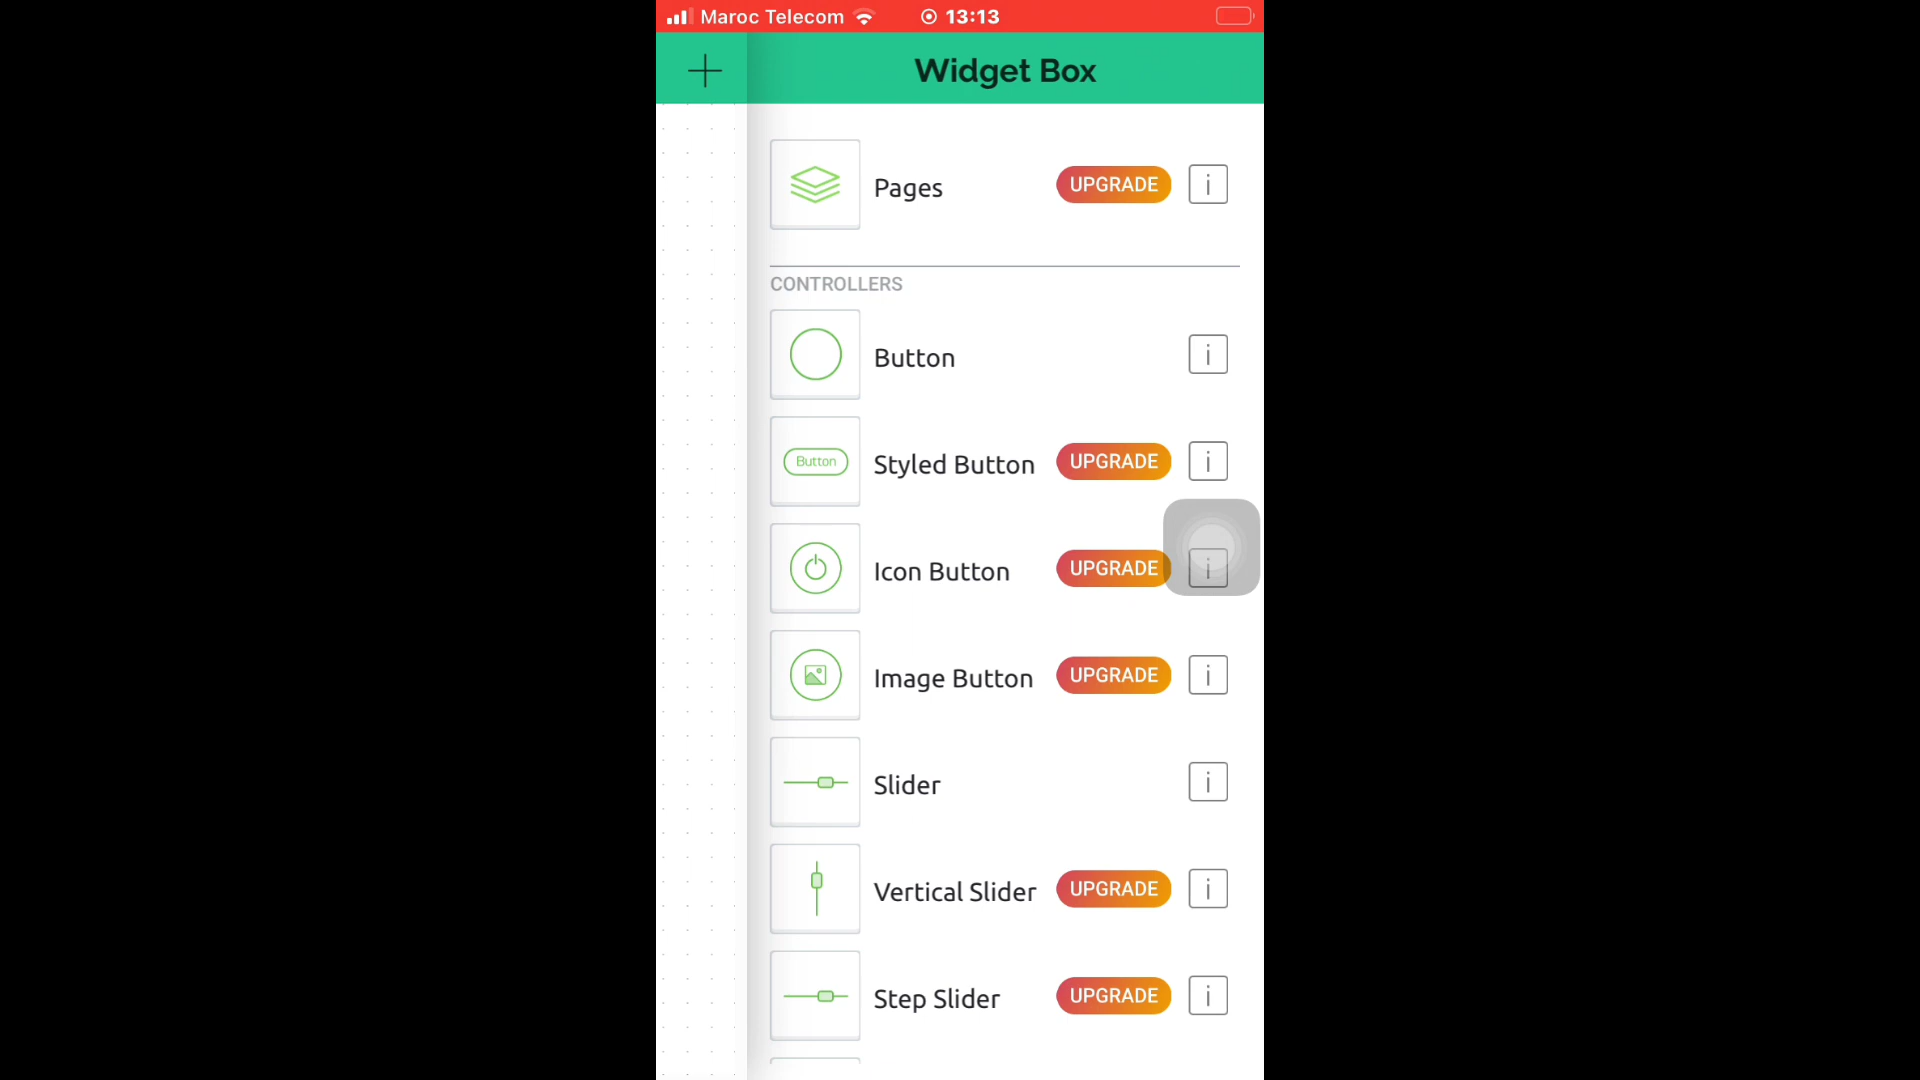 Maroc Telecom 13:13
Widget Box
Pages UPGRADE i
CONTROLLERS
Button i
Button Styled Button UPGRADE i
Icon Button UPGRADE i
Image Button UPGRADE i
Slider i
Vertical Slider UPGRADE i
Step Slider UPGRADE i